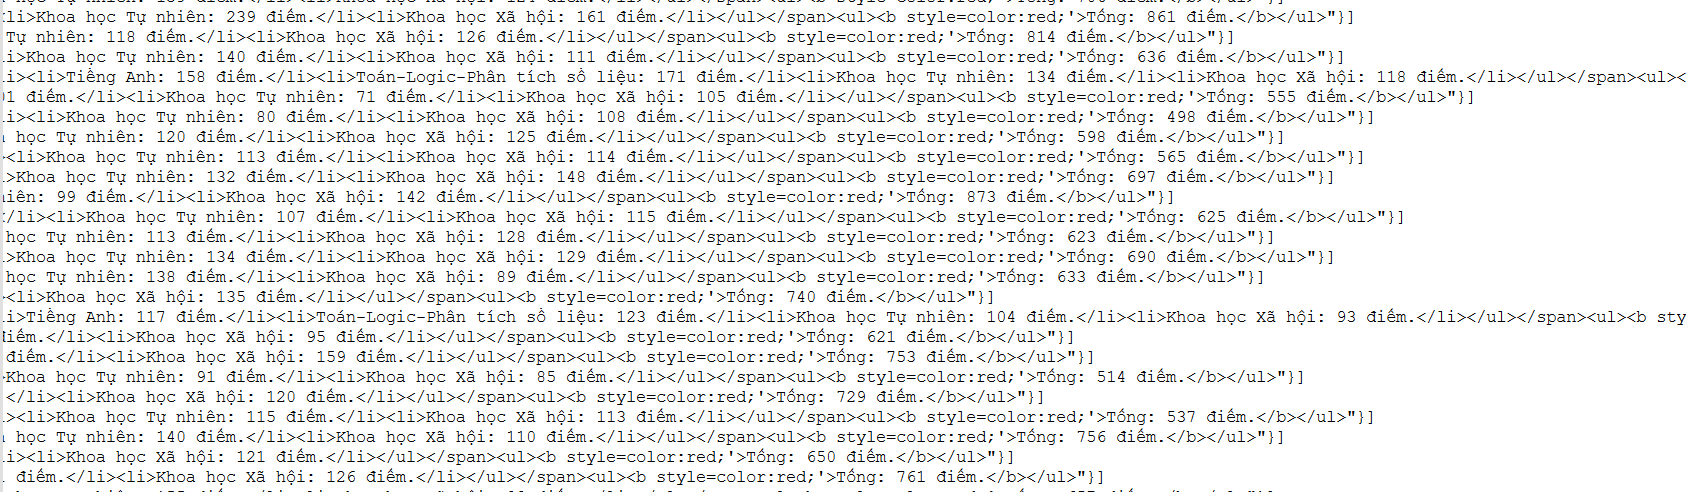 li>Khoa học Tự nhiên: 239 điểm.</li><li>Khoa học Xã hội: 161 điểm.</li></ul></span><ul><b style=color:red;'>Tổng: 861 điểm.</b></ul>"}]
Tự nhiên: 118 điểm.</li><li>Khoa học Xã hội: 126 điểm.</li></ul></span><ul><b style=color:red;'>Tổng: 814 điểm.</b></ul>"}]
i>Khoa học Tự nhiên: 140 điểm.</li><li>Khoa học Xã hội: 111 điểm.</li></ul></span><ul><b style=color:red;'>Tổng: 636 điểm.</b></ul>"}]
i><li>Tiếng Anh: 158 điểm.</li><li>Toán-Logic-Phân tích số liệu: 171 điểm.</li><li>Khoa học Tự nhiên: 134 điểm.</li><li>Khoa học Xã hội: 118 điểm.</li></ul></span><ul><
1 điểm.</li><li>Khoa học Tự nhiên: 71 điểm.</li><li>Khoa học Xã hội: 105 điểm.</li></ul></span><ul><b style=color:red;'>Tổng: 555 điểm.</b></ul>"}]
i><li>Khoa học Tự nhiên: 80 điểm.</li><li>Khoa học Xã hội: 108 điểm.</li></ul></span><ul><b style=color:red;'>Tổng: 498 điểm.</b></ul>"}]
học Tự nhiên: 120 điểm.</li><li>Khoa học Xã hội: 125 điểm.</li></ul></span><ul><b style=color:red;'>Tổng: 598 điểm.</b></ul>"}]
<li>Khoa học Tự nhiên: 113 điểm.</li><li>Khoa học Xã hội: 114 điểm.</li></ul></span><ul><b style=color:red;'>Tổng: 565 điểm.</b></ul>"}]
>Khoa học Tự nhiên: 132 điểm.</li><li>Khoa học Xã hội: 148 điểm.</li></ul></span><ul><b style=color:red;'>Tổng: 697 điểm.</b></ul>"}]
iên: 99 điểm.</li><li>Khoa học Xã hội: 142 điểm.</li></ul></span><ul><b style=color:red;'>Tổng: 873 điểm.</b></ul>"}]
/li><li>Khoa học Tự nhiên: 107 điểm.</li><li>Khoa học Xã hội: 115 điểm.</li></ul></span><ul><b style=color:red;'>Tổng: 625 điểm.</b></ul>"}]
học Tự nhiên: 113 điểm.</li><li>Khoa học Xã hội: 128 điểm.</li></ul></span><ul><b style=color:red;'>Tổng: 623 điểm.</b></ul>"}]
>Khoa học Tự nhiên: 134 điểm.</li><li>Khoa học Xã hội: 129 điểm.</li></ul></span><ul><b style=color:red;'>Tổng: 690 điểm.</b></ul>"}]
học Tự nhiên: 138 điểm.</li><li>Khoa học Xã hội: 89 điểm.</li></ul></span><ul><b style=color:red;'>Tổng: 633 điểm.</b></ul>"}]
<li>Khoa học Xã hội: 135 điểm.</li></ul></span><ul><b style=color:red;'>Tổng: 740 điểm.</b></ul>"}]
i>Tiếng Anh: 117 điểm.</li><li>Toán-Logic-Phân tích số liệu: 123 điểm.</li><li>Khoa học Tự nhiên: 104 điểm.</li><li>Khoa học Xã hội: 93 điểm.</li></ul></span><ul><b sty
điểm.</li><li>Khoa học Xã hội: 95 điểm.</li></ul></span><ul><b style=color:red;'>Tổng: 621 điểm.</b></ul>"}]
điểm.</li><li>Khoa học Xã hội: 159 điểm.</li></ul></span><ul><b style=color:red;'>Tổng: 753 điểm.</b></ul>"}]
Khoa học Tự nhiên: 91 điểm.</li><li>Khoa học Xã hội: 85 điểm.</li></ul></span><ul><b style=color:red;'>Tổng: 514 điểm.</b></ul>"}]
</li><li>Khoa học Xã hội: 120 điểm.</li></ul></span><ul><b style=color:red;'>Tổng: 729 điểm.</b></ul>"}]
<li>Khoa học Tự nhiên: 115 điểm.</li><li>Khoa học Xã hội: 113 điểm.</li></ul></span><ul><b style=color:red;'>Tổng: 537 điểm.</b></ul>"}]
học Tự nhiên: 140 điểm.</li><li>Khoa học Xã hội: 110 điểm.</li></ul></span><ul><b style=color:red;'>Tổng: 756 điểm.</b></ul>"}]
i><li>Khoa học Xã hội: 121 điểm.</li></ul></span><ul><b style=color:red;'>Tổng: 650 điểm.</b></ul>"}]
điểm.</li><li>Khoa học Xã hội: 126 điểm.</li></ul></span><ul><b style=color:red;'>Tổng: 761 điểm.</b></ul>"}]